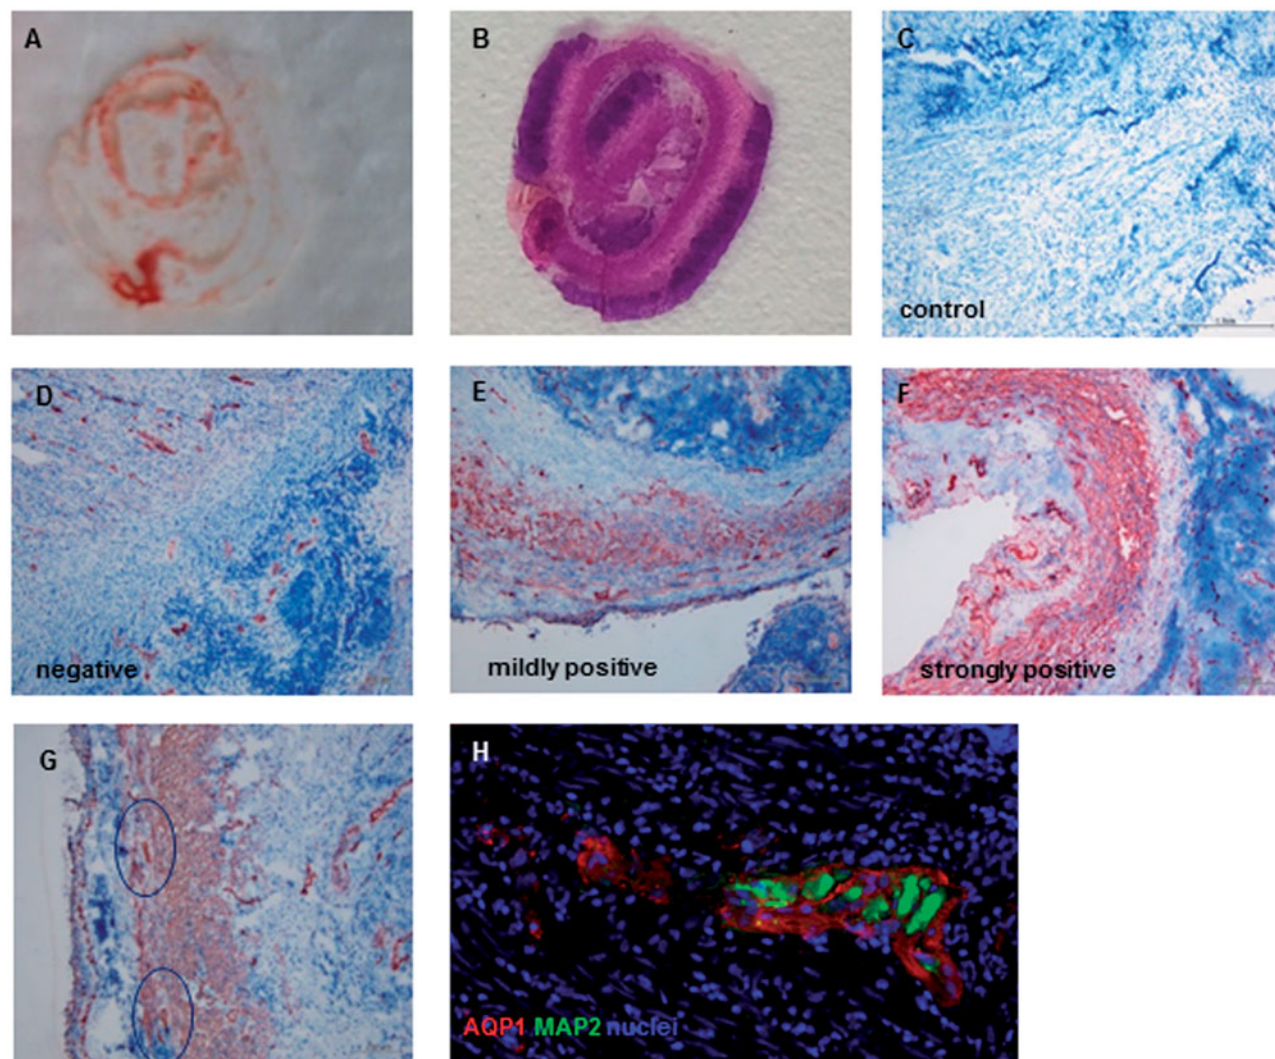 A
B
C
control
D
negative
E
mildly positive
F
strongly positive
G
H
AQP1 MAP2 nuclei